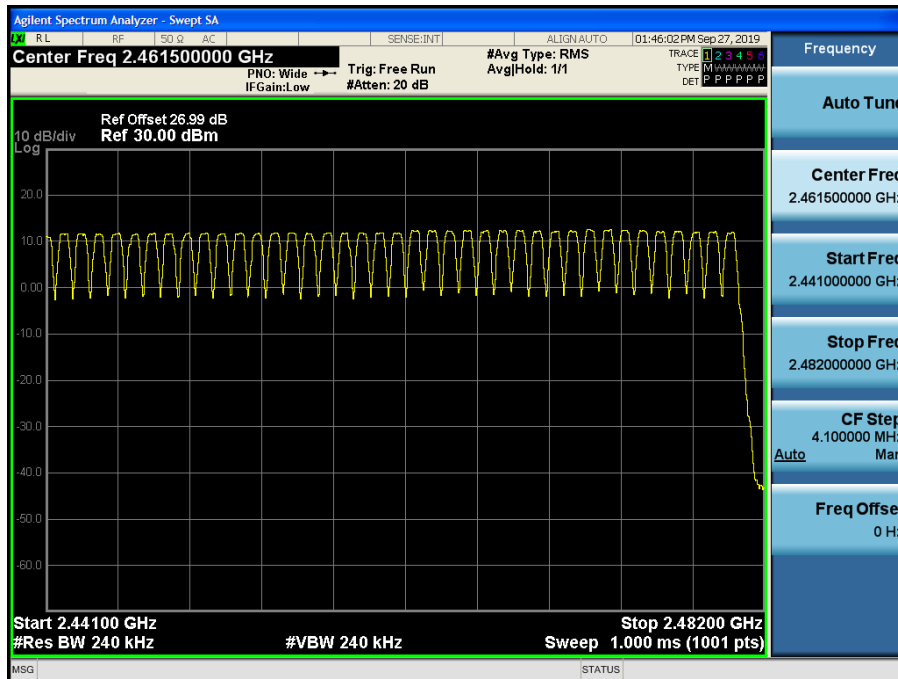 Agilent Spectrum Analyzer - Swept SA
LXI RL RF 50 Ω AC SENSE:INT ALIGN AUTO 01:46:02 PM Sep 27, 2019
Center Freq 2.461500000 GHz
PNO: Wide
IFGain:Low
Trig: Free Run
#Atten: 20 dB
#Avg Type: RMS
Avg|Hold: 1/1
TRACE 1 2 3 4 5 6
TYPE M WWWWW
DET P P P P P P
Ref Offset 26.99 dB
10 dB/div Ref 30.00 dBm
Log
20.0
10.0
0.00
-10.0
-20.0
-30.0
-40.0
-50.0
-60.0
Start 2.44100 GHz Stop 2.48200 GHz
#Res BW 240 kHz #VBW 240 kHz Sweep 1.000 ms (1001 pts)
MSG STATUS
Frequency
Auto Tune
Center Freq
2.461500000 GHz
Start Freq
2.441000000 GHz
Stop Freq
2.482000000 GHz
CF Step
4.100000 MHz
Auto Man
Freq Offse
0 Hz